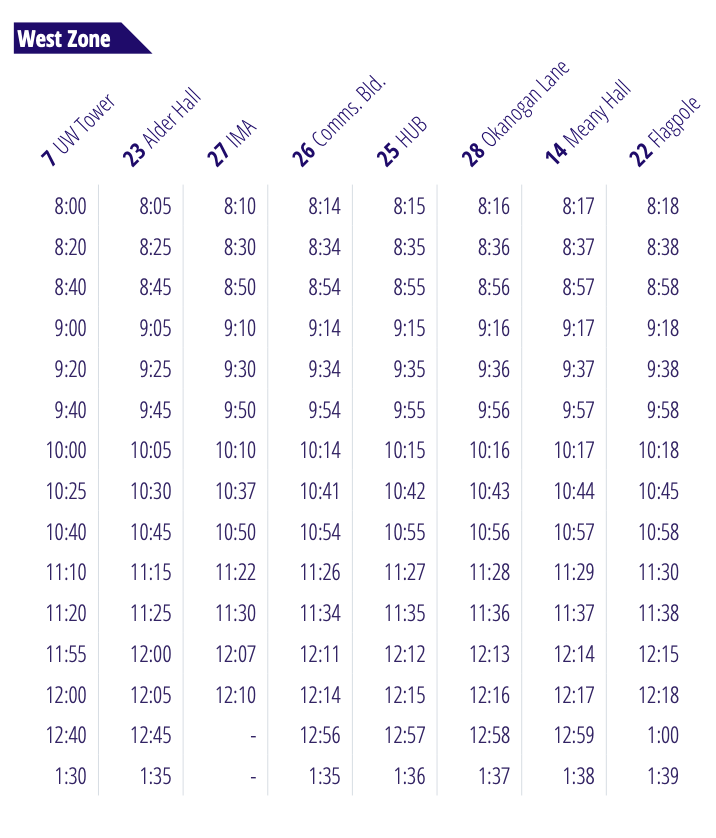 West Zone
7 UW Tower 23 Alder Hall 27 IMA 26 Comms. Bld. 25 HUB 28 Okanogan Lane 14 Meany Hall 22 Flagpole
8:00 8:05 8:10 8:14 8:15 8:16 8:17 8:18
8:20 8:25 8:30 8:34 8:35 8:36 8:37 8:38
8:40 8:45 8:50 8:54 8:55 8:56 8:57 8:58
9:00 9:05 9:10 9:14 9:15 9:16 9:17 9:18
9:20 9:25 9:30 9:34 9:35 9:36 9:37 9:38
9:40 9:45 9:50 9:54 9:55 9:56 9:57 9:58
10:00 10:05 10:10 10:14 10:15 10:16 10:17 10:18
10:25 10:30 10:37 10:41 10:42 10:43 10:44 10:45
10:40 10:45 10:50 10:54 10:55 10:56 10:57 10:58
11:10 11:15 11:22 11:26 11:27 11:28 11:29 11:30
11:20 11:25 11:30 11:34 11:35 11:36 11:37 11:38
11:55 12:00 12:07 12:11 12:12 12:13 12:14 12:15
12:00 12:05 12:10 12:14 12:15 12:16 12:17 12:18
12:40 12:45 - 12:56 12:57 12:58 12:59 1:00
1:30 1:35 - 1:35 1:36 1:37 1:38 1:39